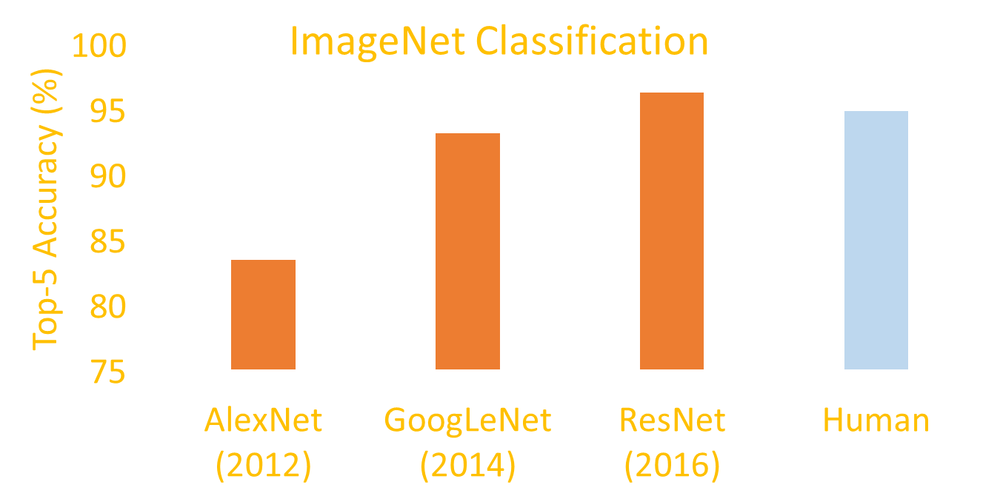 ImageNet Classification
Top-5 Accuracy (%)
100
95
90
85
80
75
AlexNet
(2012)
GoogLeNet
(2014)
ResNet
(2016)
Human